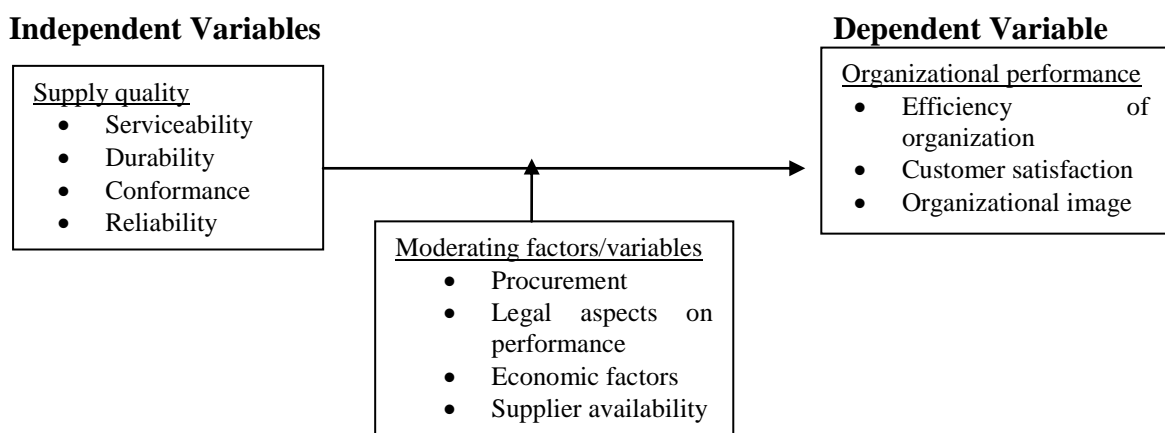 Independent Variables
Supply quality
• Serviceability
• Durability
• Conformance
• Reliability
Dependent Variable
Organizational performance
• Efficiency of
organization
• Customer satisfaction
• Organizational image
Moderating factors/variables
• Procurement
• Legal aspects on
performance
• Economic factors
• Supplier availability